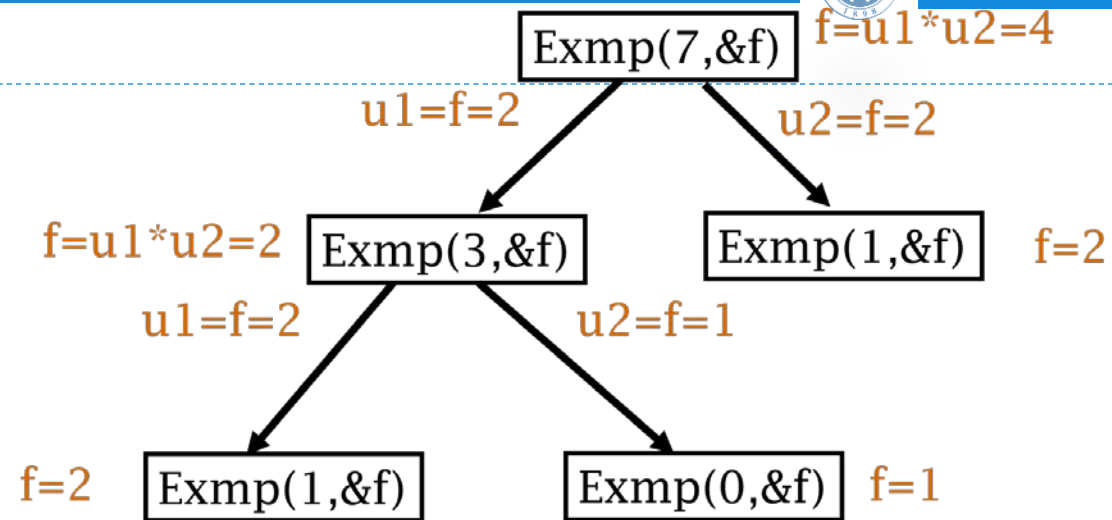 Exmp(7,&f)
f=u1*u2=4
u1=f=2
u2=f=2
f=u1*u2=2
Exmp(3,&f)
Exmp(1,&f)
f=2
u1=f=2
u2=f=1
f=2
Exmp(1,&f)
Exmp(0,&f)
f=1
1898